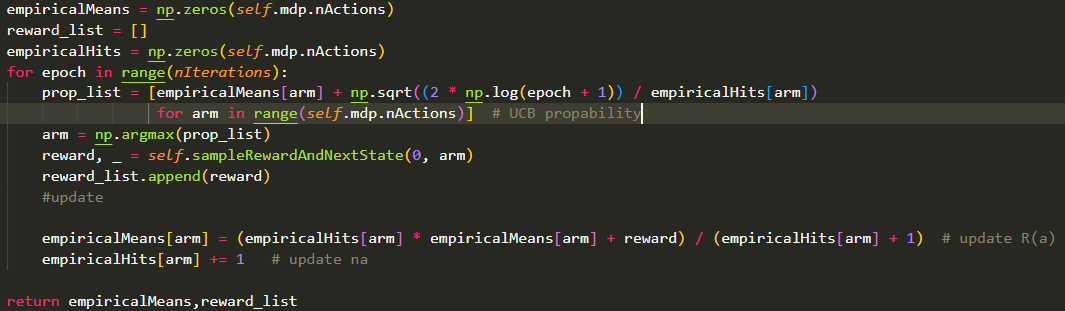 empiricalMeans = np.zeros(self.mdp.nActions)
reward_list = []
empiricalHits = np.zeros(self.mdp.nActions)
for epoch in range(nIterations):
    prop_list = [empiricalMeans[arm] + np.sqrt((2 * np.log(epoch + 1)) / empiricalHits[arm])
                 for arm in range(self.mdp.nActions)]  # UCB propability
    arm = np.argmax(prop_list)
    reward, _ = self.sampleRewardAndNextState(0, arm)
    reward_list.append(reward)
    #update
    empiricalMeans[arm] = (empiricalHits[arm] * empiricalMeans[arm] + reward) / (empiricalHits[arm] + 1)  # update R(a)
    empiricalHits[arm] += 1   # update na
return empiricalMeans,reward_list